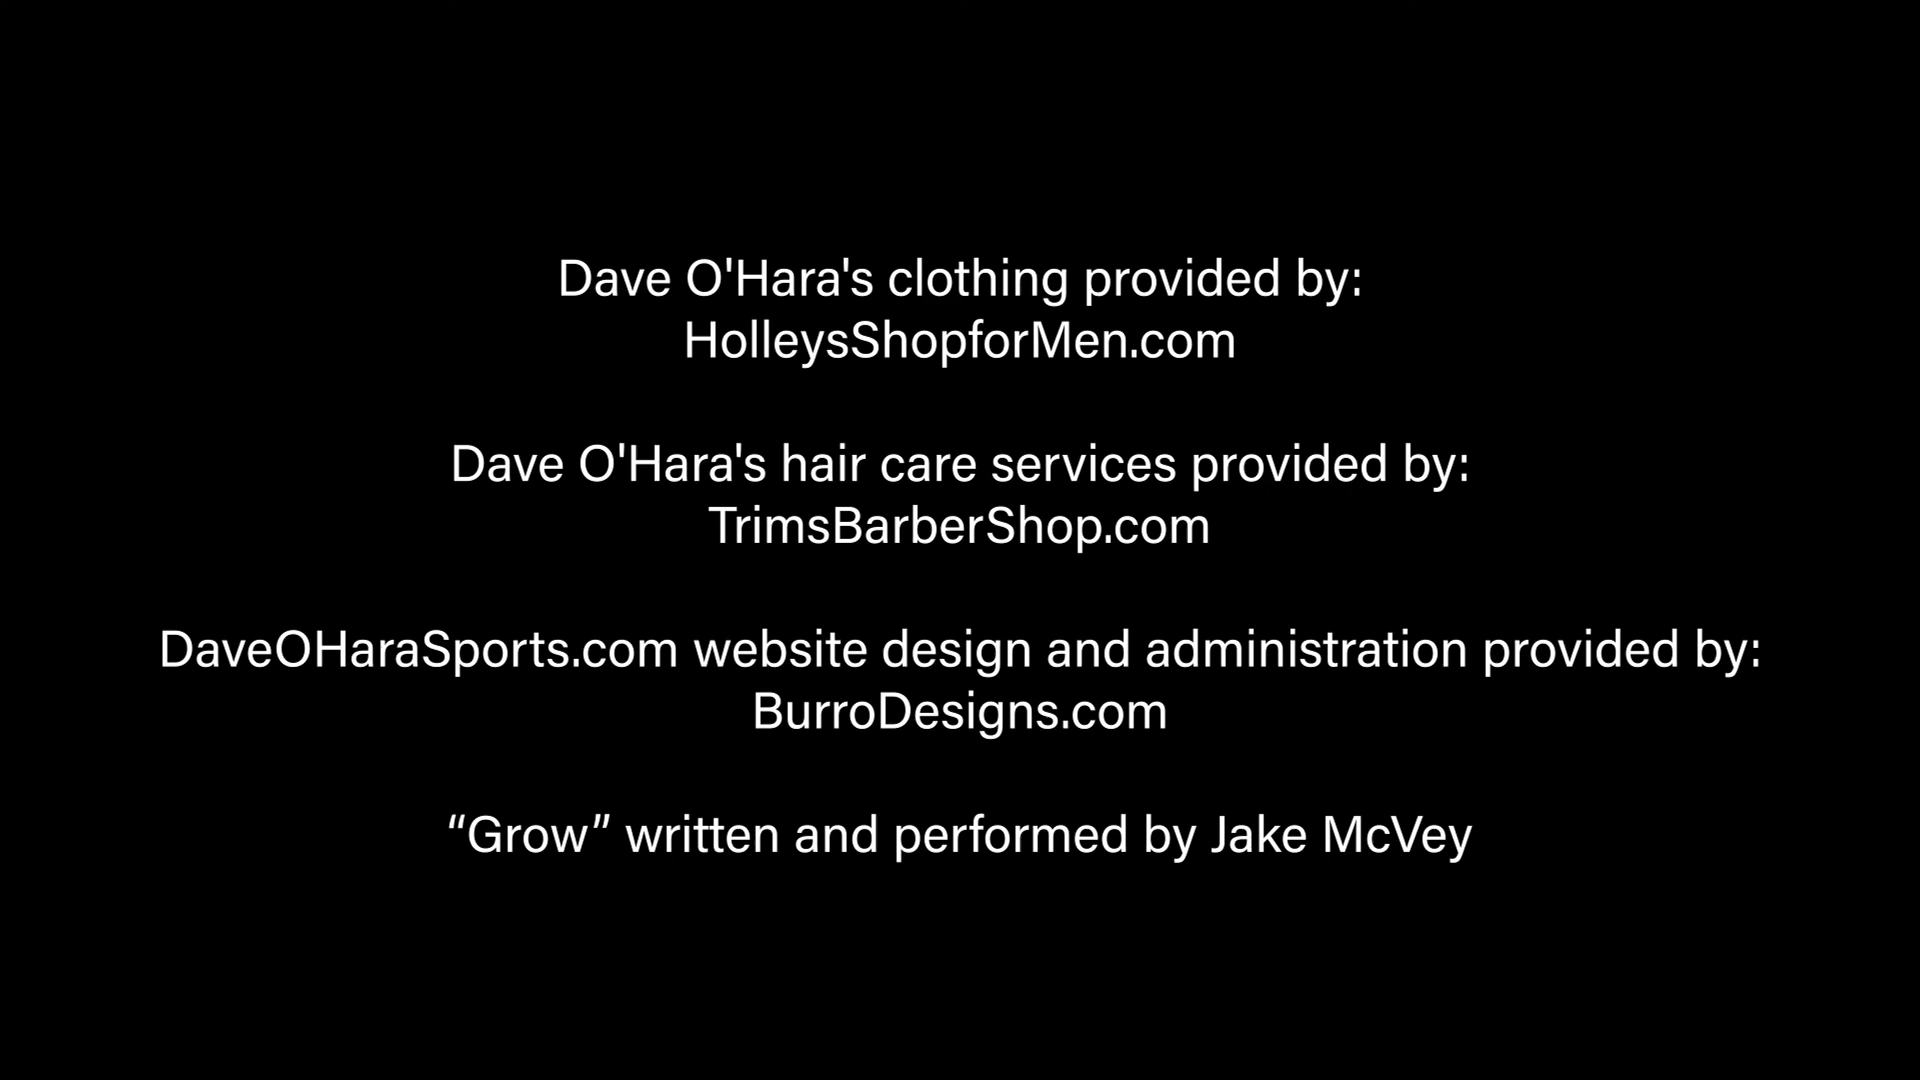 Dave O'Hara's clothing provided by:
HolleysShopforMen.com
Dave O'Hara's hair care services provided by:
TrimsBarberShop.com
DaveOHaraSports.com website design and administration provided by:
BurroDesigns.com
“Grow” written and performed by Jake McVey